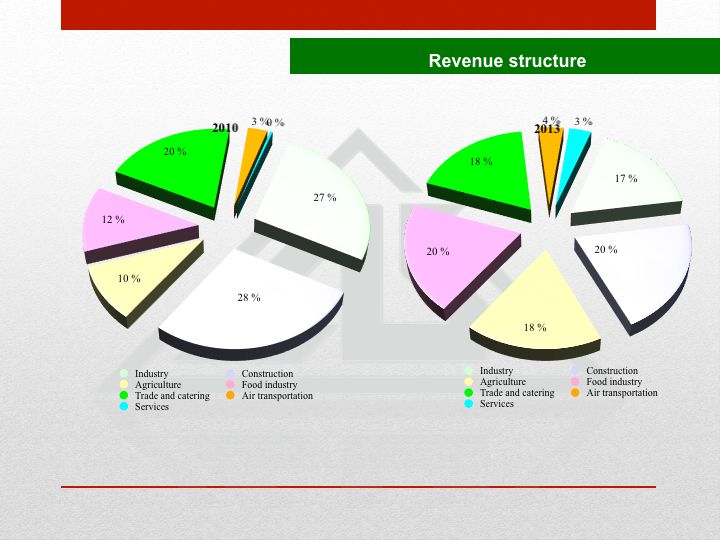 Revenue structure
2010
3 %
0 %
20 %
27 %
12 %
10 %
28 %
Industry
Construction
Agriculture
Food industry
Trade and catering
Air transportation
Services
2013
4 %
3 %
18 %
17 %
20 %
20 %
18 %
Industry
Construction
Agriculture
Food industry
Trade and catering
Air transportation
Services